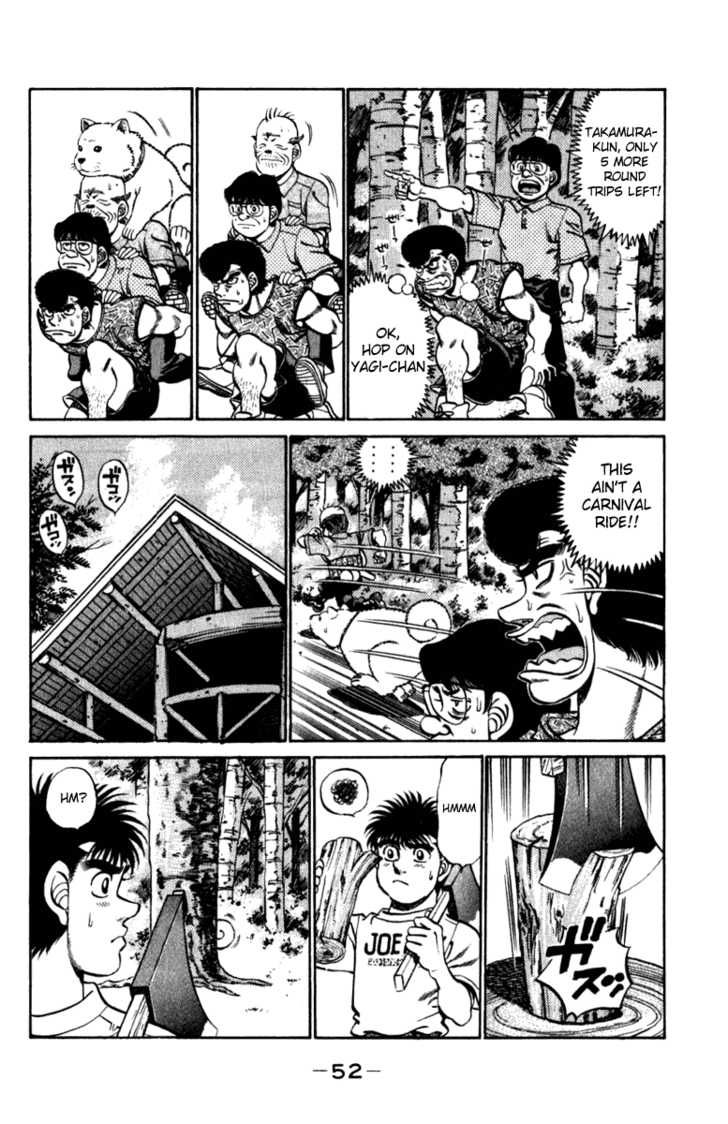 TAKAMURA-
KUN, ONLY
5 MORE
ROUND
TRIPS LEFT!
OK,
HOP ON
YAGI-CHAN
THIS
AIN'T A
CARNIVAL
RIDE!!
......
ガコッ
ガスッ
ガコッ
ガスッ
HMMM
JOE
HM?
—52—